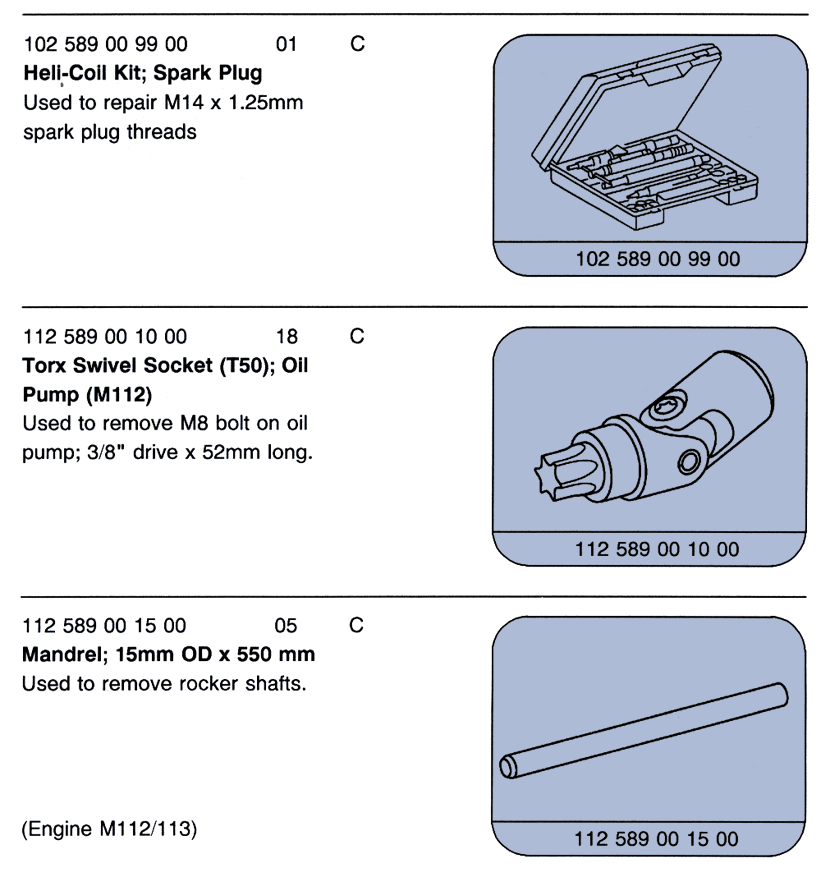 102 589 00 99 00 01 C
Heli-Coil Kit; Spark Plug
Used to repair M14 x 1.25mm
spark plug threads
102 589 00 99 00
112 589 00 10 00 18 C
Torx Swivel Socket (T50); Oil
Pump (M112)
Used to remove M8 bolt on oil
pump; 3/8" drive x 52mm long.
112 589 00 10 00
112 589 00 15 00 05 C
Mandrel; 15mm OD x 550 mm
Used to remove rocker shafts.
(Engine M112/113)
112 589 00 15 00